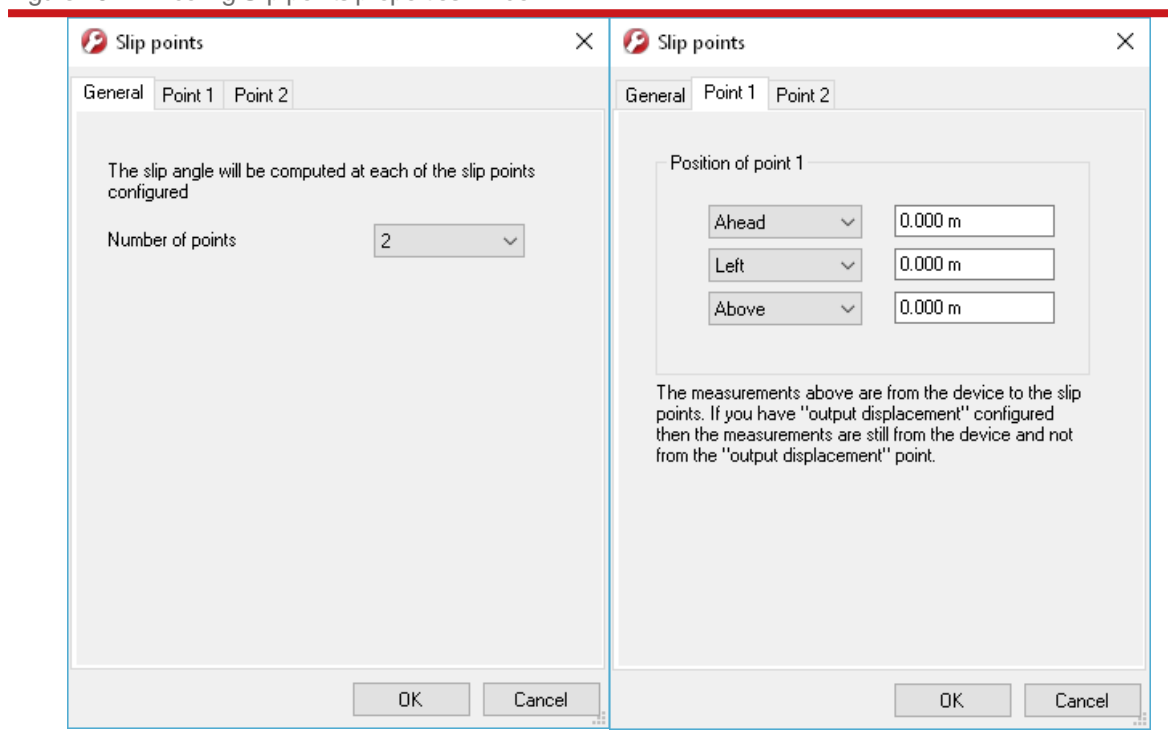 Slip points
General Point 1 Point 2
The slip angle will be computed at each of the slip points
configured
Number of points 2
OK Cancel
Slip points
General Point 1 Point 2
Position of point 1
Ahead 0.000 m
Left 0.000 m
Above 0.000 m
The measurements above are from the device to the slip
points. If you have "output displacement" configured
then the measurements are still from the device and not
from the "output displacement" point.
OK Cancel